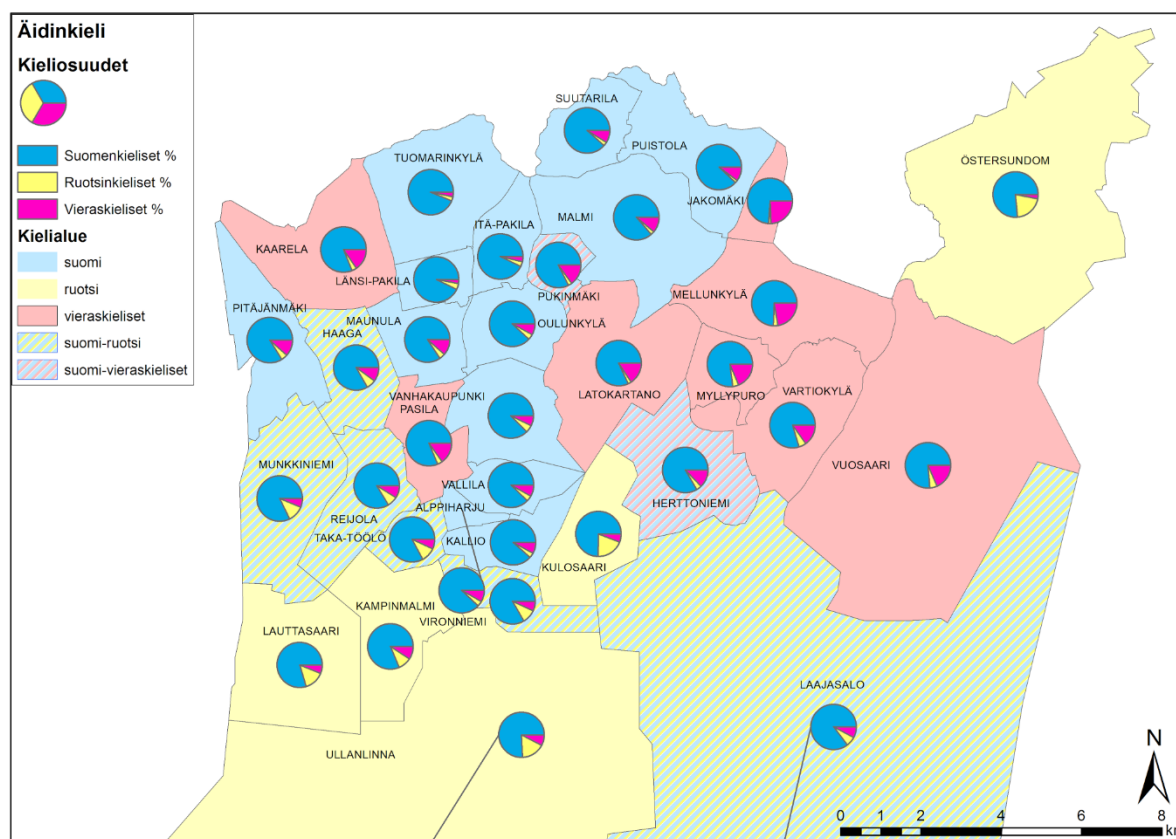 Äidinkieli
Kieliosuudet
Suomenkieliset %
Ruotsinkieliset %
Vieraskieliset %
Kielialue
suomi
ruotsi
vieraskieliset
suomi-ruotsi
suomi-vieraskieliset
SUUTARILA
PUISTOLA
TUOMARINKYLÄ
ÖSTERSUNDOM
JAKOMÄKI
MALMI
ITÄ-PAKILA
KAARELA
LÄNSI-PAKILA
PUKINMÄKI
MELLUNKYLÄ
PITÄJÄNMÄKI
MAUNULA
OULUNKYLÄ
HAAGA
LATOKARTANO
MYLLYPURO
VARTIOKYLÄ
VANHAKAUPUNKI
PASILA
MUNKKINIEMI
VUOSAARI
VALLILA
HERTTONIEMI
ALPPIHARJU
REIJOLA
TAKA-TÖÖLÖ
KALLIO
KULOSAARI
KAMPINMALMI
VIRONNIEMI
LAUTTASAARI
LAAJASALO
ULLANLINNA
N
0 1 2 4 6 8
km